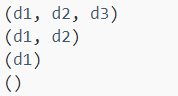 (d1, d2, d3)
(d1, d2)
(d1)
()